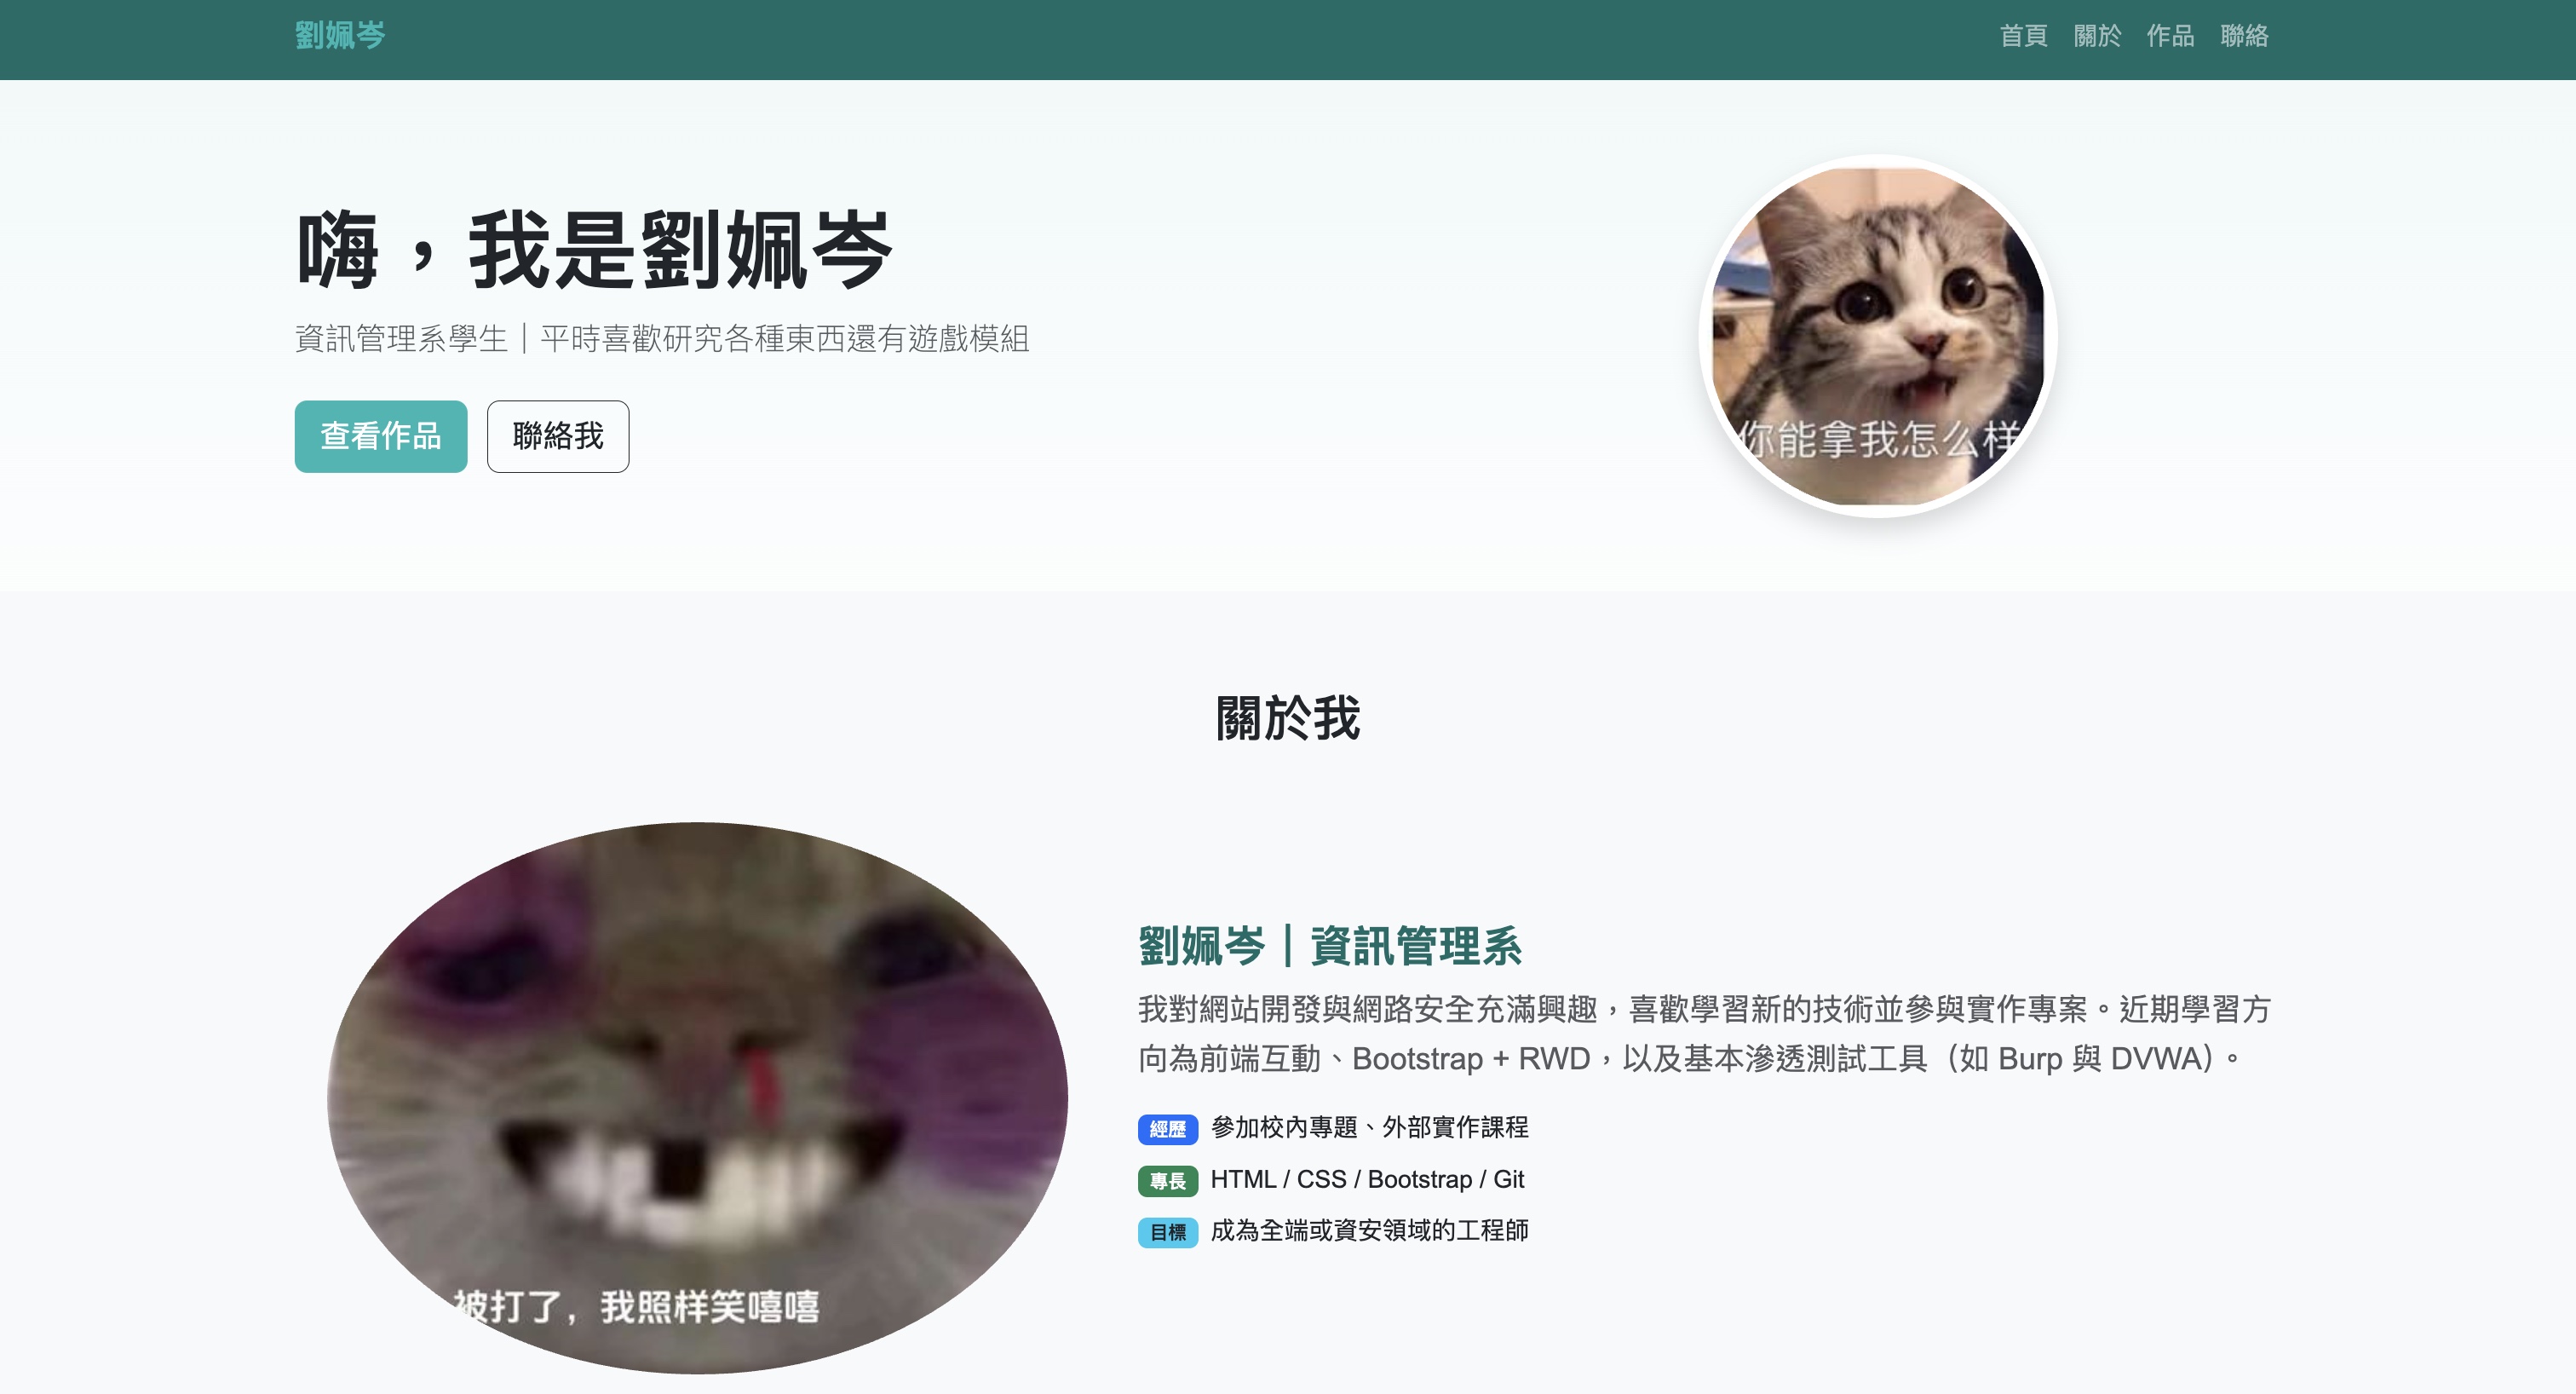 劉姵岑
首頁 關於 作品 聯絡
嗨，我是劉姵岑
資訊管理系學生｜平時喜歡研究各種東西還有遊戲模組
查看作品 聯絡我
你能拿我怎么样
關於我
劉姵岑｜資訊管理系
我對網站開發與網路安全充滿興趣，喜歡學習新的技術並參與實作專案。近期學習方
向為前端互動、Bootstrap + RWD，以及基本滲透測試工具（如 Burp 與 DVWA）。
經歷 參加校內專題、外部實作課程
專長 HTML / CSS / Bootstrap / Git
目標 成為全端或資安領域的工程師
被打了，我照样笑嘻嘻